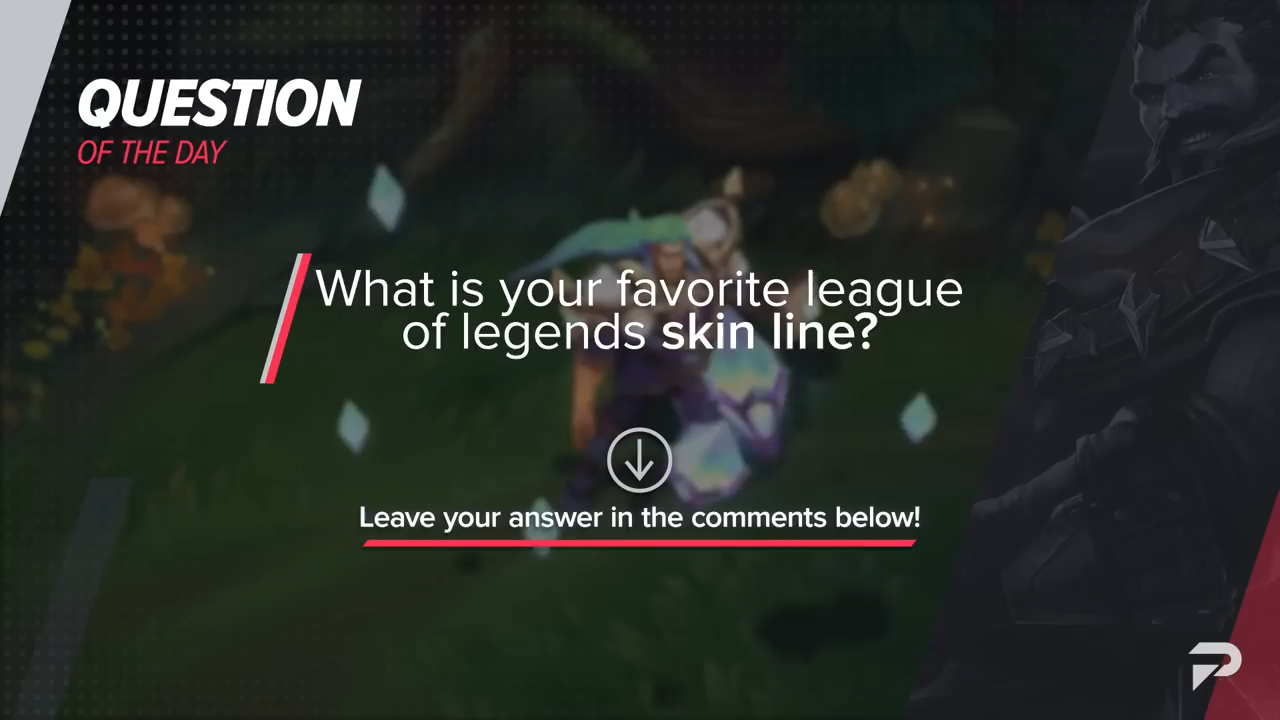 QUESTION
OF THE DAY
What is your favorite league
of legends skin line?
Leave your answer in the comments below!